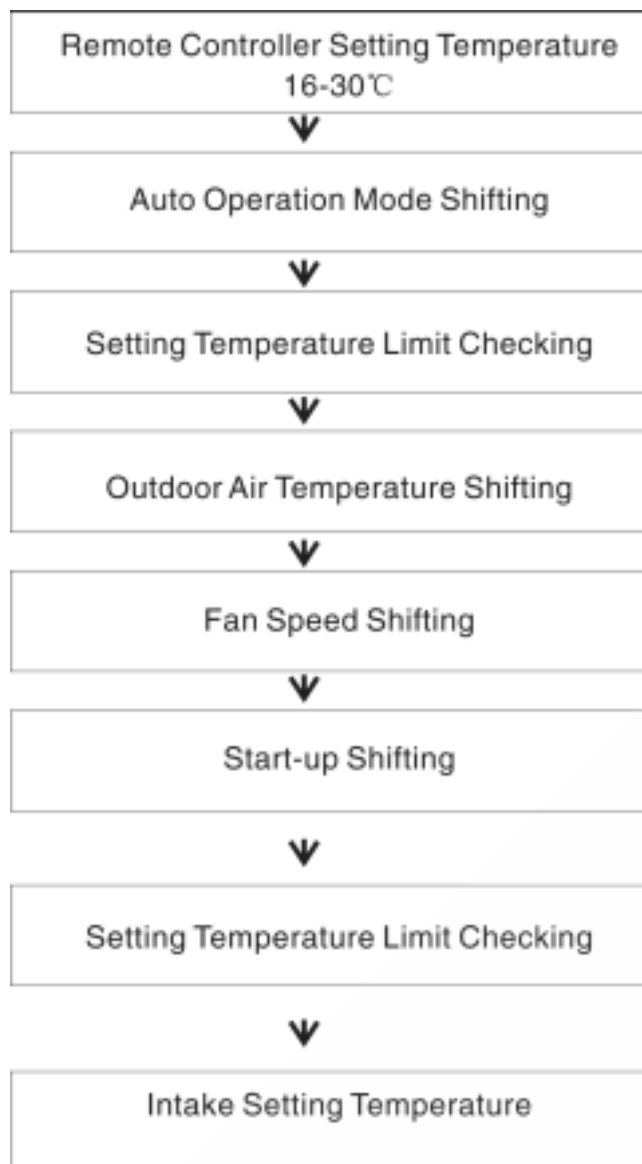 Remote Controller Setting Temperature
16-30℃
Auto Operation Mode Shifting
Setting Temperature Limit Checking
Outdoor Air Temperature Shifting
Fan Speed Shifting
Start-up Shifting
Setting Temperature Limit Checking
Intake Setting Temperature